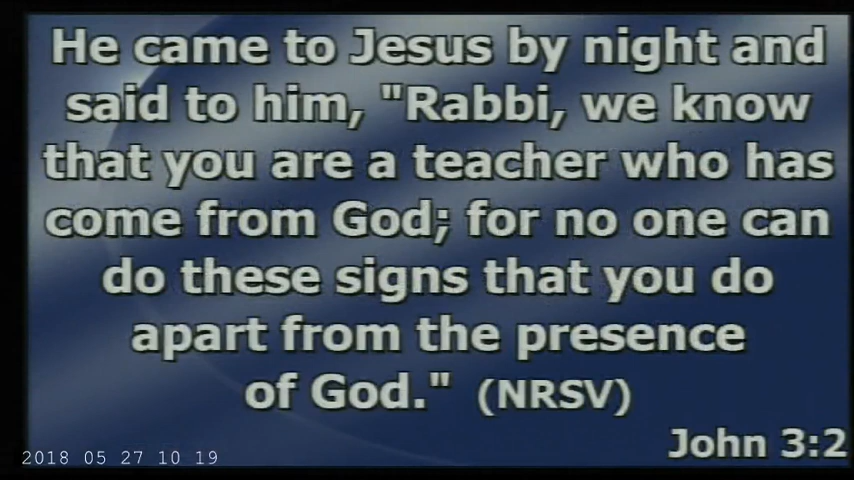 He came to Jesus by night and
said to him, "Rabbi, we know
that you are a teacher who has
come from God; for no one can
do these signs that you do
apart from the presence
of God." (NRSV)
John 3:2
2018 05 27 10 19